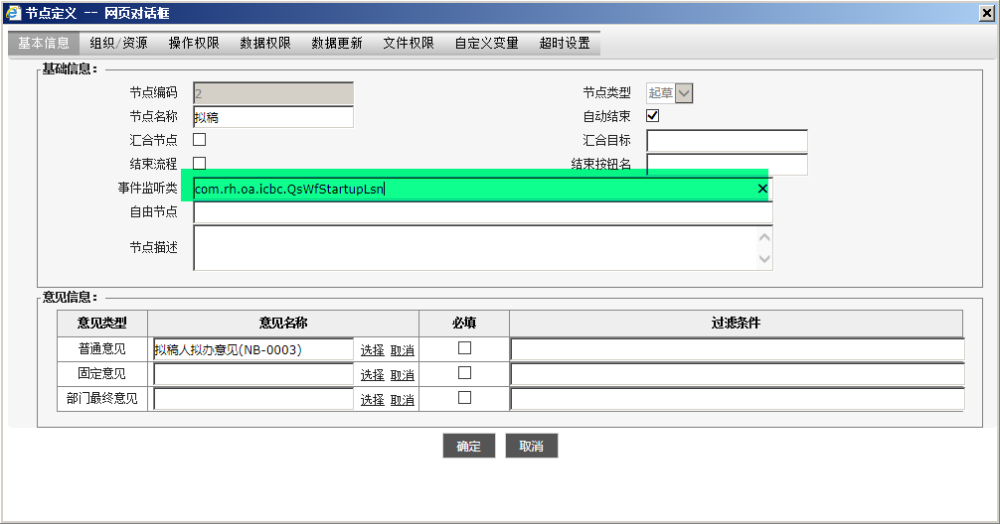 节点定义 -- 网页对话框
基本信息 组织/资源 操作权限 数据权限 数据更新 文件权限 自定义变量 超时设置
基础信息：
节点编码 2 节点类型 起草
节点名称 拟稿 自动结束
汇合节点 汇合目标
结束流程 结束按钮名
事件监听类 com.rh.oa.icbc.QsWfStartupLsn
自由节点
节点描述
意见信息：
意见类型 意见名称 必填 过滤条件
普通意见 拟稿人拟办意见(NB-0003) 选择 取消
固定意见 选择 取消
部门最终意见 选择 取消
确定 取消